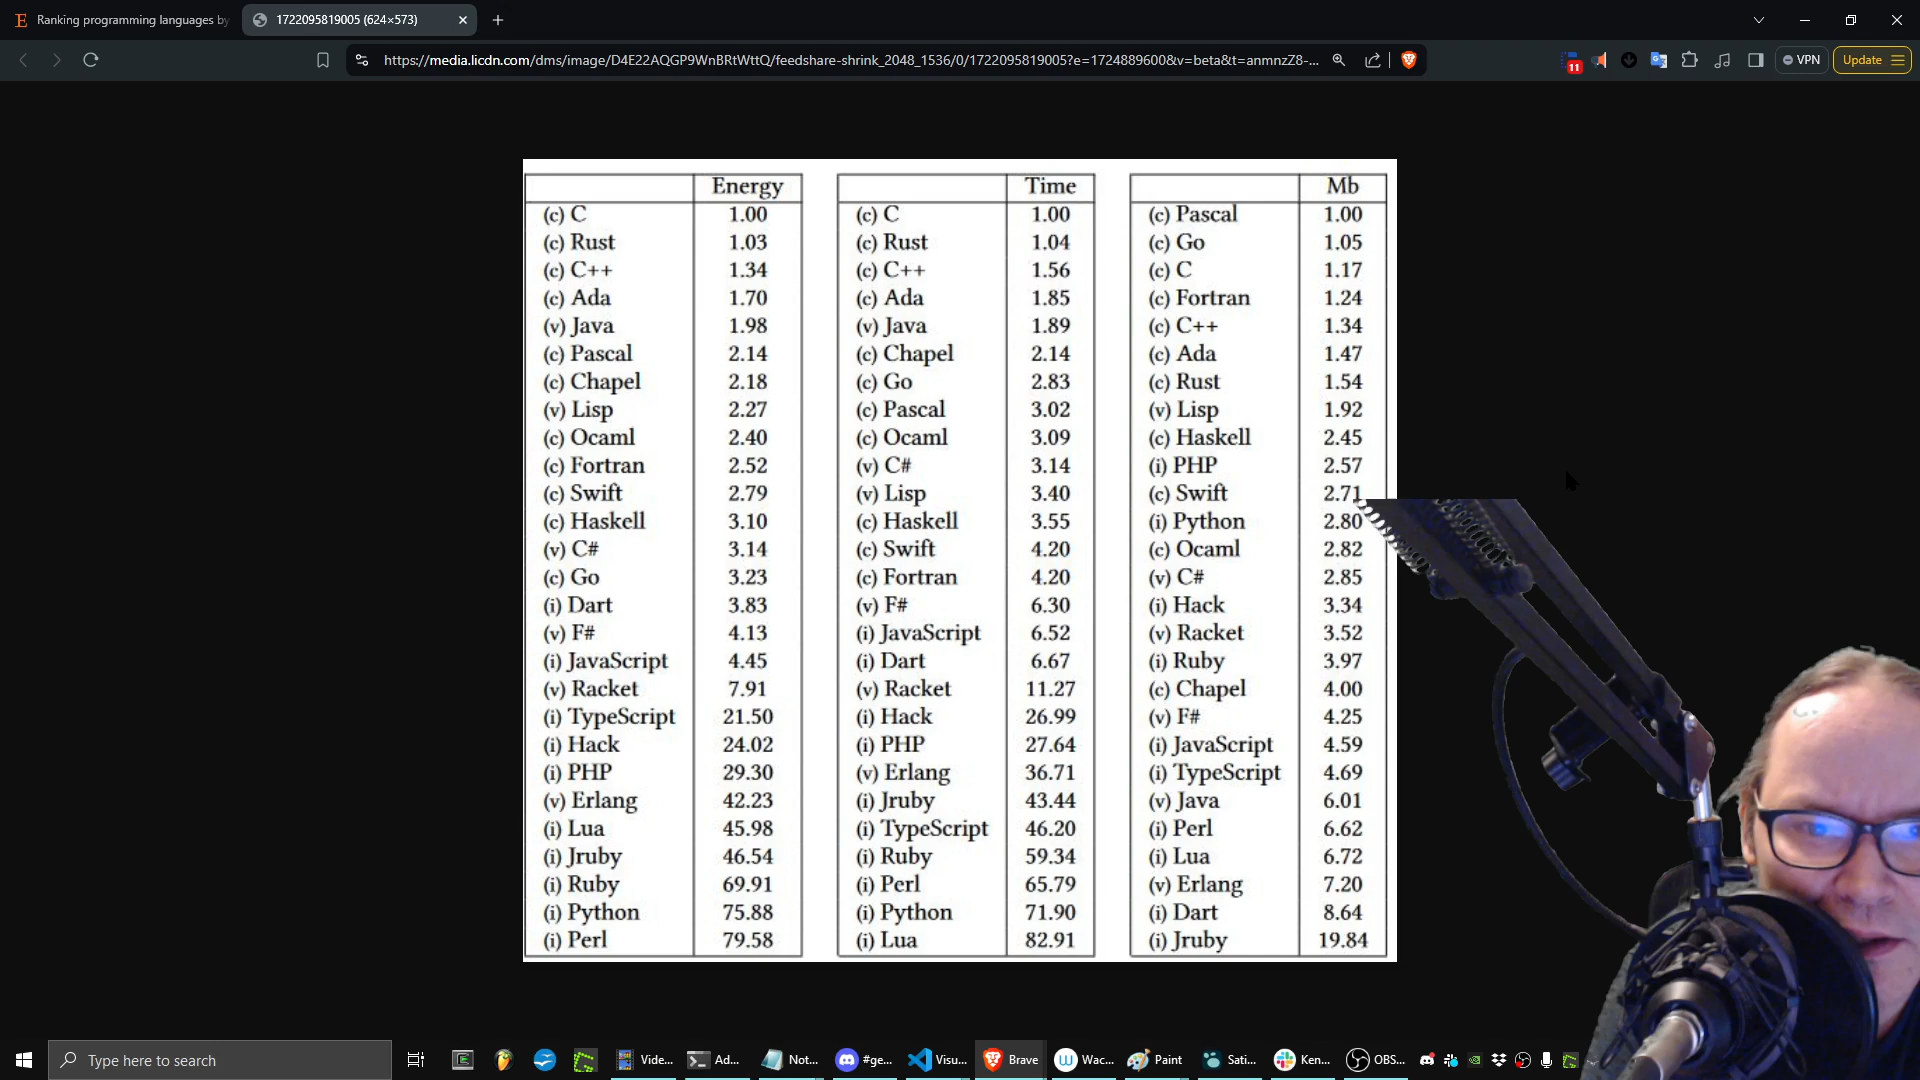 Ranking programming languages by
1722095819005 (624×573)
https://media.licdn.com/dms/image/D4E22AQGP9WnBRtWttQ/feedshare-shrink_2048_1536/0/1722095819005?e=1724889600&v=beta&t=anmnzZ8-...
11
VPN
Update
Energy
(c) C 1.00
(c) Rust 1.03
(c) C++ 1.34
(c) Ada 1.70
(v) Java 1.98
(c) Pascal 2.14
(c) Chapel 2.18
(v) Lisp 2.27
(c) Ocaml 2.40
(c) Fortran 2.52
(c) Swift 2.79
(c) Haskell 3.10
(v) C# 3.14
(c) Go 3.23
(i) Dart 3.83
(v) F# 4.13
(i) JavaScript 4.45
(v) Racket 7.91
(i) TypeScript 21.50
(i) Hack 24.02
(i) PHP 29.30
(v) Erlang 42.23
(i) Lua 45.98
(i) Jruby 46.54
(i) Ruby 69.91
(i) Python 75.88
(i) Perl 79.58
Time
(c) C 1.00
(c) Rust 1.04
(c) C++ 1.56
(c) Ada 1.85
(v) Java 1.89
(c) Chapel 2.14
(c) Go 2.83
(c) Pascal 3.02
(c) Ocaml 3.09
(v) C# 3.14
(v) Lisp 3.40
(c) Haskell 3.55
(c) Swift 4.20
(c) Fortran 4.20
(v) F# 6.30
(i) JavaScript 6.52
(i) Dart 6.67
(v) Racket 11.27
(i) Hack 26.99
(i) PHP 27.64
(v) Erlang 36.71
(i) Jruby 43.44
(i) TypeScript 46.20
(i) Ruby 59.34
(i) Perl 65.79
(i) Python 71.90
(i) Lua 82.91
Mb
(c) Pascal 1.00
(c) Go 1.05
(c) C 1.17
(c) Fortran 1.24
(c) C++ 1.34
(c) Ada 1.47
(c) Rust 1.54
(v) Lisp 1.92
(c) Haskell 2.45
(i) PHP 2.57
(c) Swift 2.71
(i) Python 2.80
(c) Ocaml 2.82
(v) C# 2.85
(i) Hack 3.34
(v) Racket 3.52
(i) Ruby 3.97
(c) Chapel 4.00
(v) F# 4.25
(i) JavaScript 4.59
(i) TypeScript 4.69
(v) Java 6.01
(i) Perl 6.62
(i) Lua 6.72
(v) Erlang 7.20
(i) Dart 8.64
(i) Jruby 19.84
Type here to search
Vide...
Ad...
Not...
#ge...
Visu...
Brave
Wac...
Paint
Sati...
Ken...
OBS...